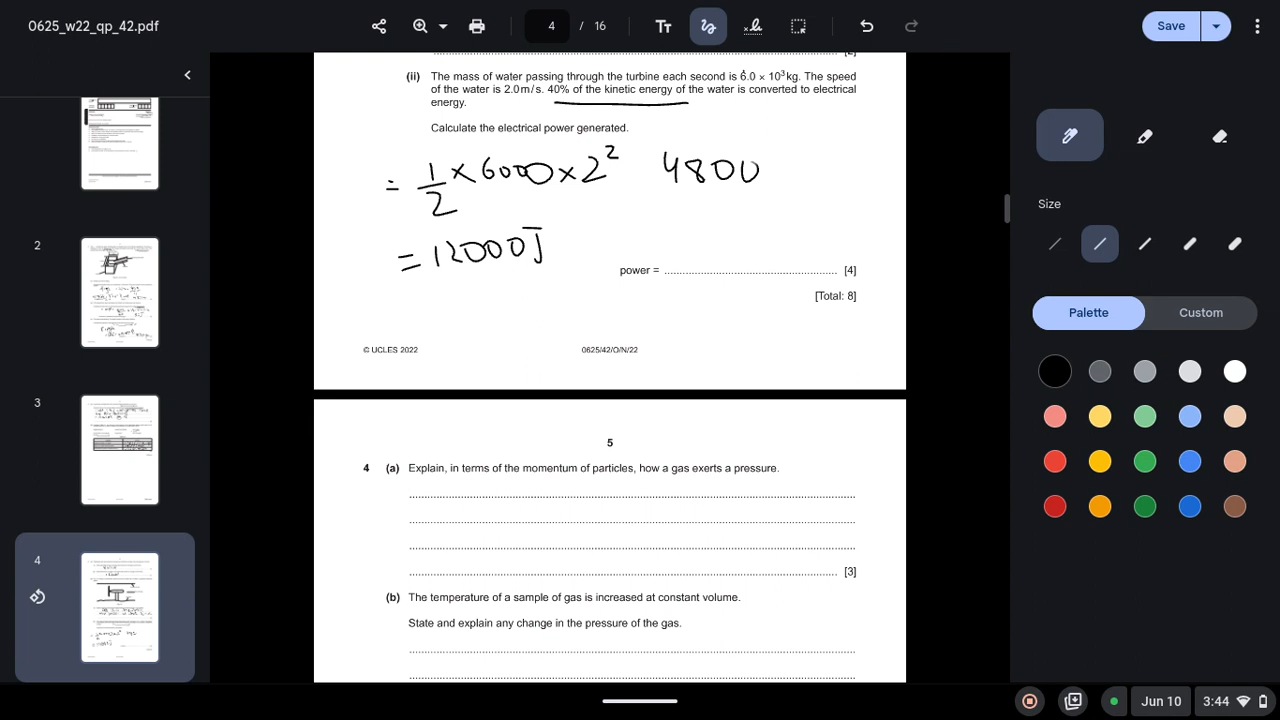 0625_w22_qp_42.pdf
4 / 16
Save
(ii) The mass of water passing through the turbine each second is 6.0 × 10³ kg. The speed
of the water is 2.0 m/s. 40% of the kinetic energy of the water is converted to electrical
energy.
Calculate the electrical power generated.
= 1/2 × 6000 × 2² 4800
= 12000J
power = ........................................................ [4]
[Total: 8]
© UCLES 2022
0625/42/O/N/22
5
4 (a) Explain, in terms of the momentum of particles, how a gas exerts a pressure.
[3]
(b) The temperature of a sample of gas is increased at constant volume.
State and explain any change in the pressure of the gas.
2
3
4
Size
Palette
Custom
Jun 10
3:44